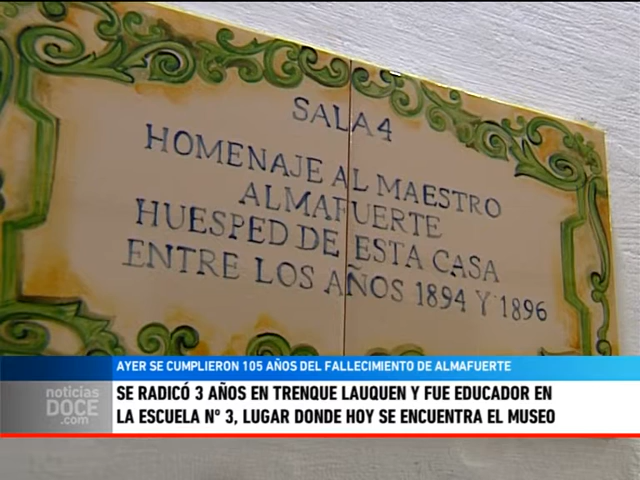 SALA 4
HOMENAJE AL MAESTRO
ALMAFUERTE
HUESPED DE ESTA CASA
ENTRE LOS AÑOS 1894 Y 1896
AYER SE CUMPLIERON 105 AÑOS DEL FALLECIMIENTO DE ALMAFUERTE
noticias
DOCE
.com
SE RADICÓ 3 AÑOS EN TRENQUE LAUQUEN Y FUE EDUCADOR EN
LA ESCUELA Nº 3, LUGAR DONDE HOY SE ENCUENTRA EL MUSEO